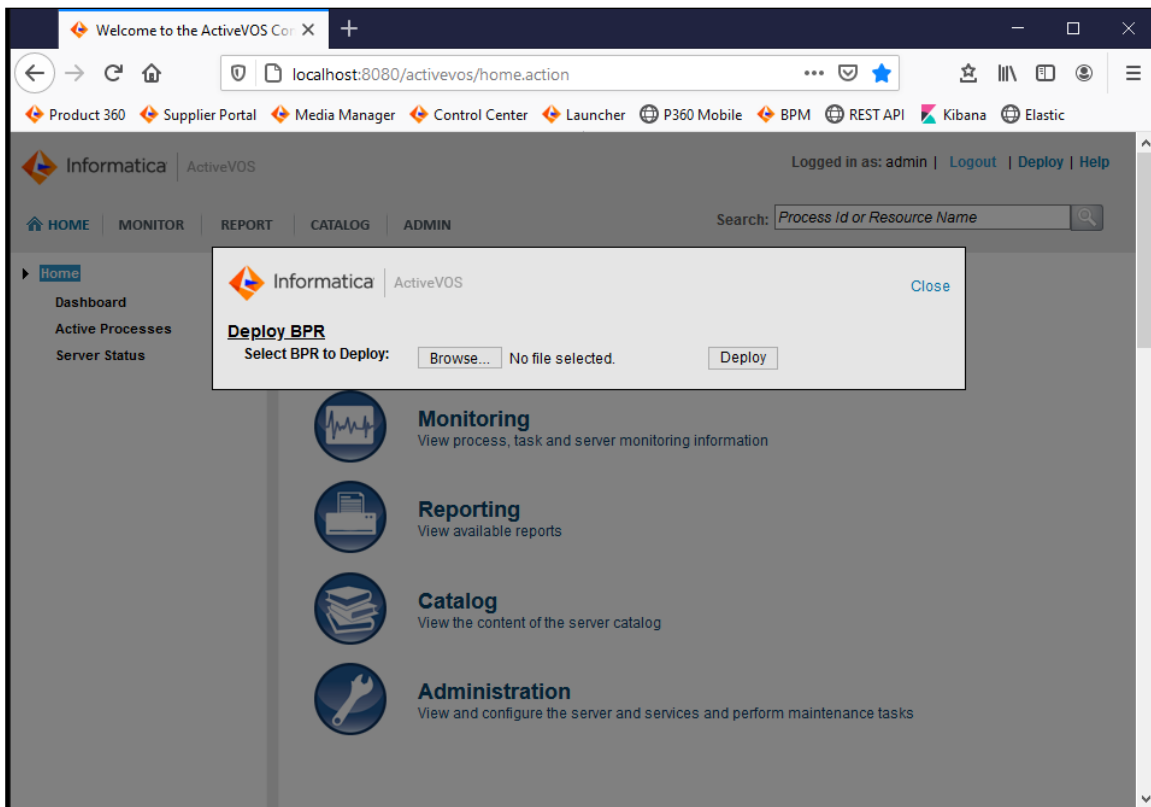 Welcome to the ActiveVOS Con
localhost:8080/activevos/home.action
Product 360 Supplier Portal Media Manager Control Center Launcher P360 Mobile BPM REST API Kibana Elastic
Informatica ActiveVOS Logged in as: admin | Logout | Deploy | Help
HOME MONITOR REPORT CATALOG ADMIN Search: Process Id or Resource Name
Home
Dashboard
Active Processes
Server Status
Informatica ActiveVOS Close
Deploy BPR
Select BPR to Deploy: Browse... No file selected. Deploy
Monitoring
View process, task and server monitoring information
Reporting
View available reports
Catalog
View the content of the server catalog
Administration
View and configure the server and services and perform maintenance tasks